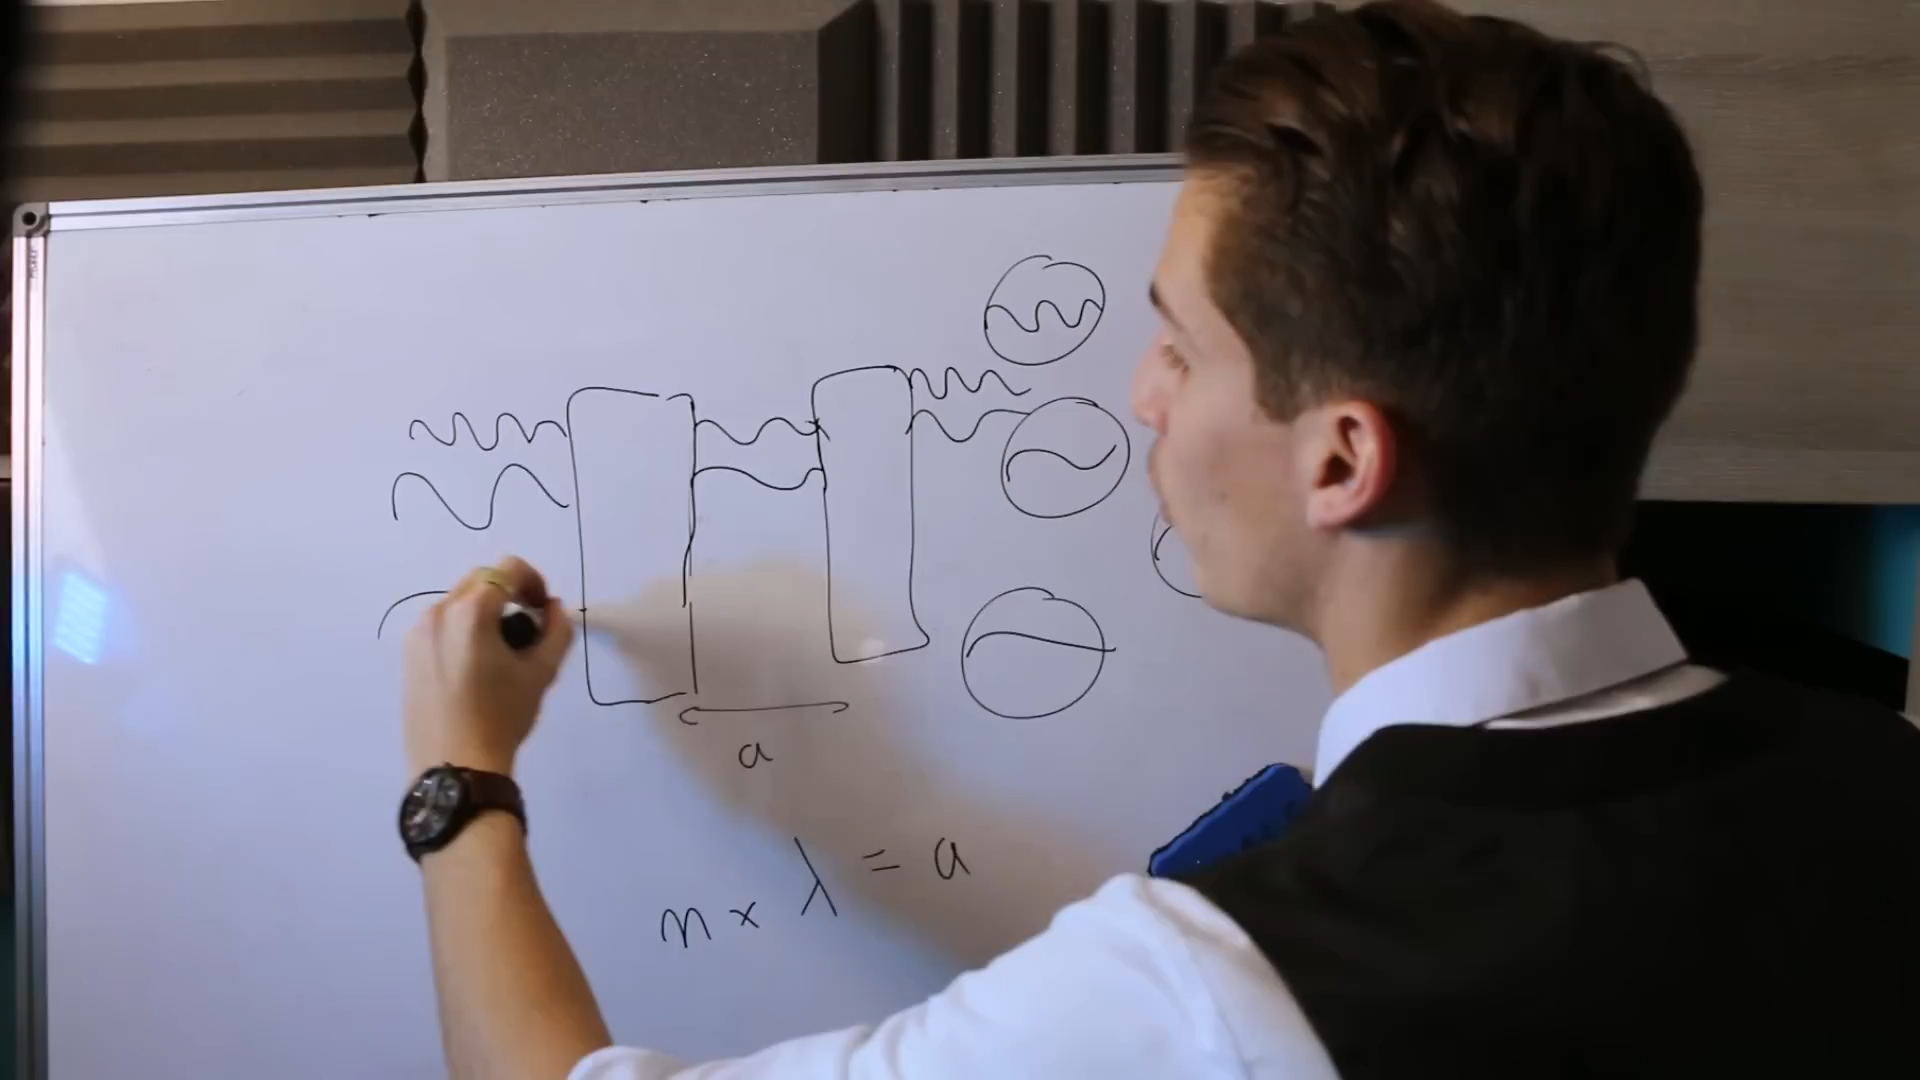 a
n × λ = a